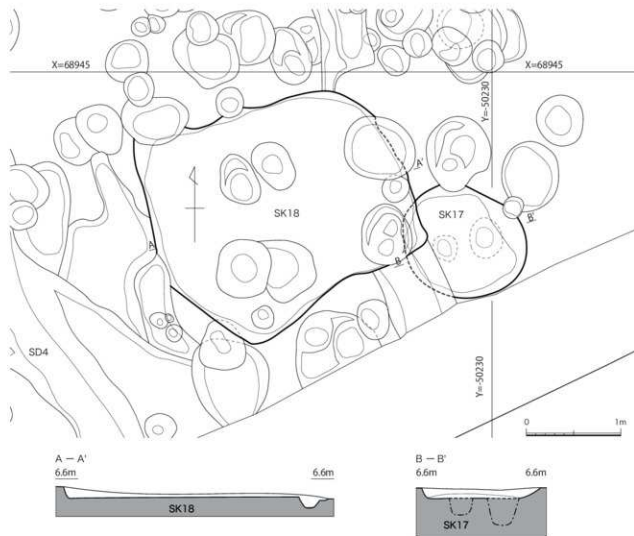 X=68945
X=68945
Y=-50230
A'
SK17
B'
SK18
A
B
SD4
Y=-50230
0 1m
A － A'
6.6m 6.6m
SK18
B － B'
6.6m 6.6m
SK17